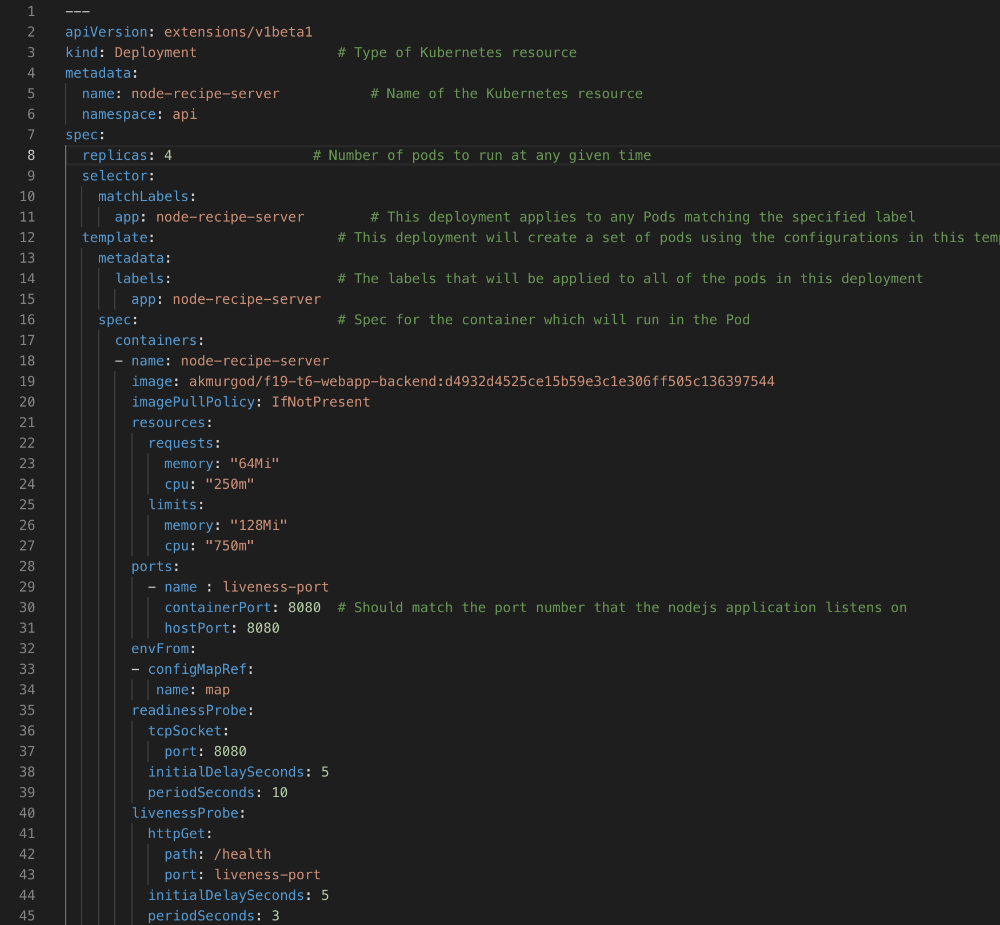 1 ---
2 apiVersion: extensions/v1beta1
3 kind: Deployment # Type of Kubernetes resource
4 metadata:
5 name: node-recipe-server # Name of the Kubernetes resource
6 namespace: api
7 spec:
8 replicas: 4 # Number of pods to run at any given time
9 selector:
10 matchLabels:
11 app: node-recipe-server # This deployment applies to any Pods matching the specified label
12 template: # This deployment will create a set of pods using the configurations in this tem
13 metadata:
14 labels: # The labels that will be applied to all of the pods in this deployment
15 app: node-recipe-server
16 spec: # Spec for the container which will run in the Pod
17 containers:
18 - name: node-recipe-server
19 image: akmurgod/f19-t6-webapp-backend:d4932d4525ce15b59e3c1e306ff505c136397544
20 imagePullPolicy: IfNotPresent
21 resources:
22 requests:
23 memory: "64Mi"
24 cpu: "250m"
25 limits:
26 memory: "128Mi"
27 cpu: "750m"
28 ports:
29 - name : liveness-port
30 containerPort: 8080 # Should match the port number that the nodejs application listens on
31 hostPort: 8080
32 envFrom:
33 - configMapRef:
34 name: map
35 readinessProbe:
36 tcpSocket:
37 port: 8080
38 initialDelaySeconds: 5
39 periodSeconds: 10
40 livenessProbe:
41 httpGet:
42 path: /health
43 port: liveness-port
44 initialDelaySeconds: 5
45 periodSeconds: 3